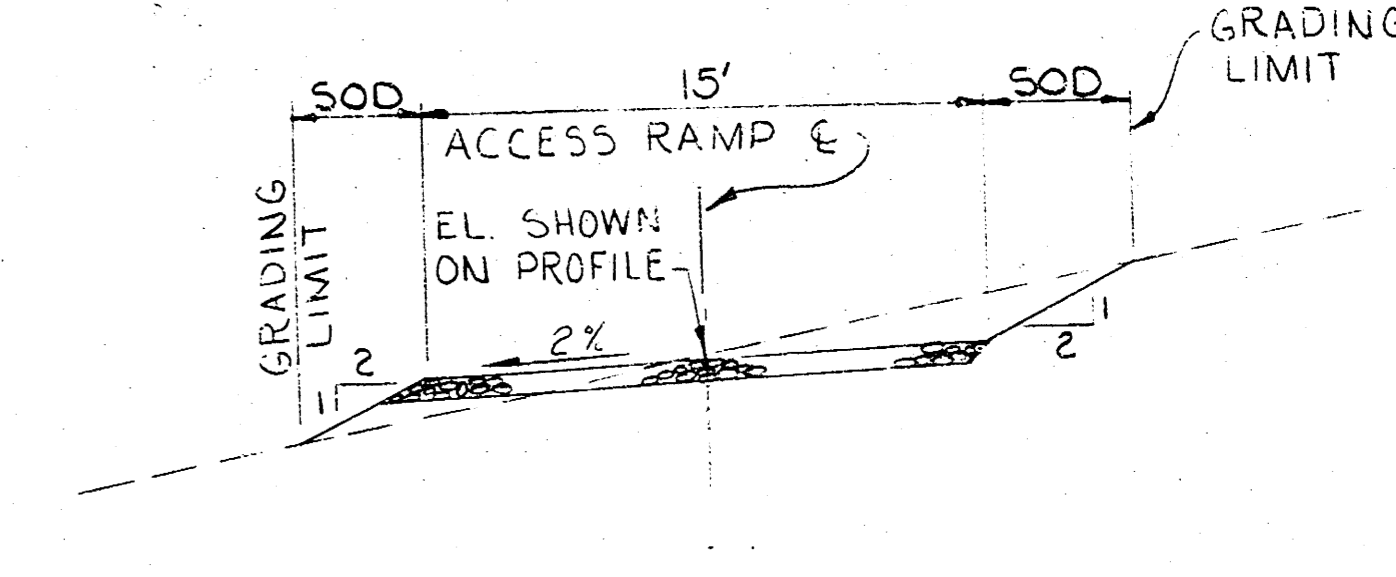 GRADING
LIMIT
SOD
15'
SOD
ACCESS RAMP ℄
GRADING
LIMIT
EL. SHOWN
ON PROFILE
2%
2
1
1
2